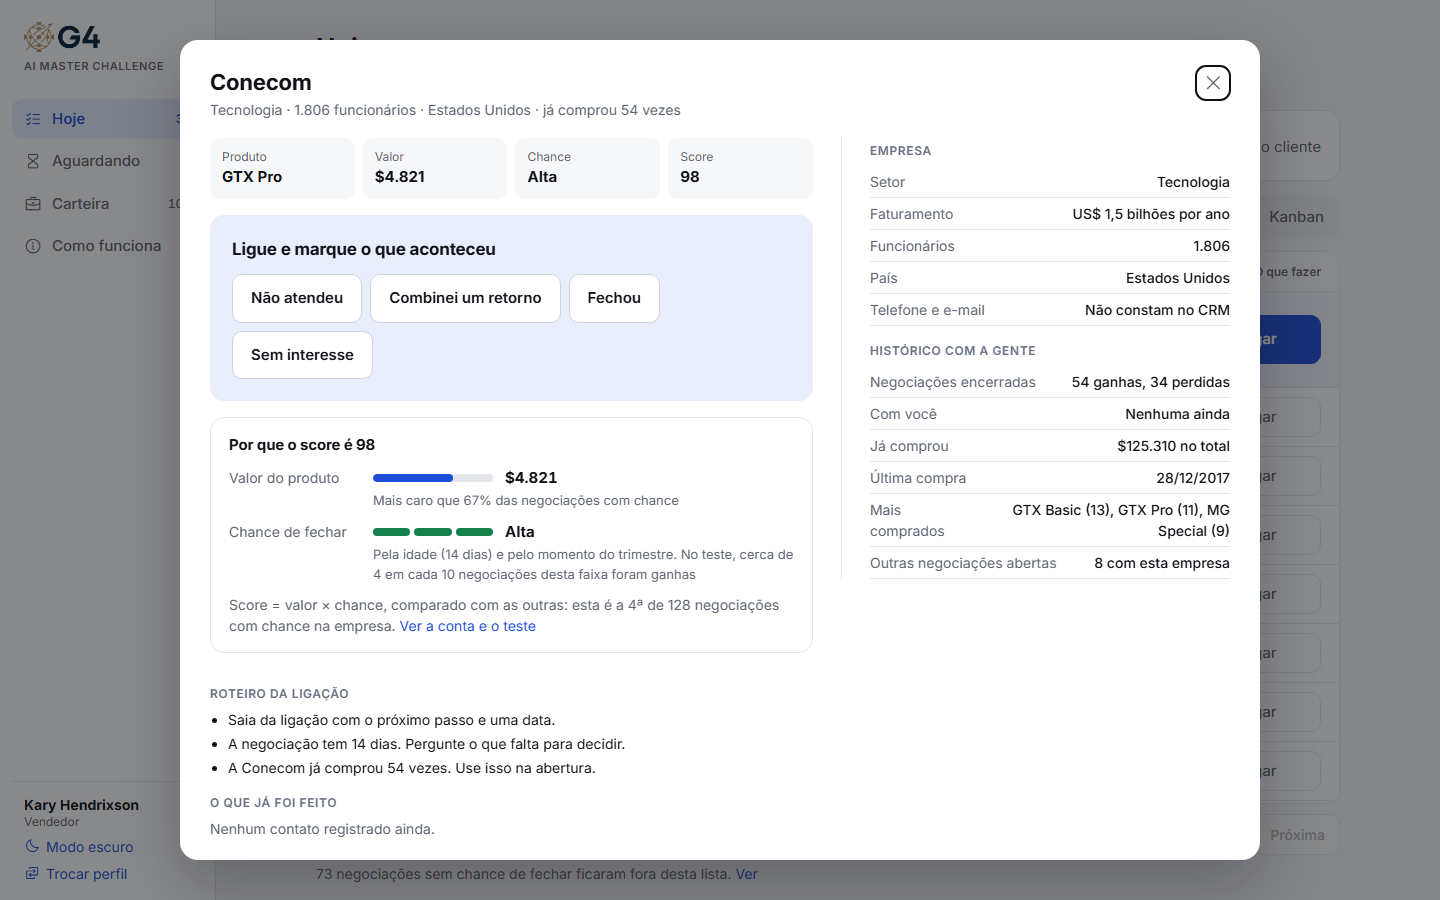 G4
AI MASTER CHALLENGE
Hoje
Aguardando
Carteira
Como funciona
Kary Hendrixson
Vendedor
Modo escuro
Trocar perfil
Conecom
Tecnologia · 1.806 funcionários · Estados Unidos · já comprou 54 vezes
Produto
GTX Pro
Valor
$4.821
Chance
Alta
Score
98
Ligue e marque o que aconteceu
Não atendeu
Combinei um retorno
Fechou
Sem interesse
Por que o score é 98
Valor do produto
$4.821
Mais caro que 67% das negociações com chance
Chance de fechar
Alta
Pela idade (14 dias) e pelo momento do trimestre. No teste, cerca de
4 em cada 10 negociações desta faixa foram ganhas
Score = valor × chance, comparado com as outras: esta é a 4ª de 128 negociações
com chance na empresa. Ver a conta e o teste
ROTEIRO DA LIGAÇÃO
• Saia da ligação com o próximo passo e uma data.
• A negociação tem 14 dias. Pergunte o que falta para decidir.
• A Conecom já comprou 54 vezes. Use isso na abertura.
O QUE JÁ FOI FEITO
Nenhum contato registrado ainda.
EMPRESA
Setor
Tecnologia
Faturamento
US$ 1,5 bilhões por ano
Funcionários
1.806
País
Estados Unidos
Telefone e e-mail
Não constam no CRM
HISTÓRICO COM A GENTE
Negociações encerradas
54 ganhas, 34 perdidas
Com você
Nenhuma ainda
Já comprou
$125.310 no total
Última compra
28/12/2017
Mais
comprados
GTX Basic (13), GTX Pro (11), MG
Special (9)
Outras negociações abertas
8 com esta empresa
o cliente
Kanban
O que fazer
gar
gar
gar
gar
gar
gar
gar
gar
Próxima
73 negociações sem chance de fechar ficaram fora desta lista. Ver